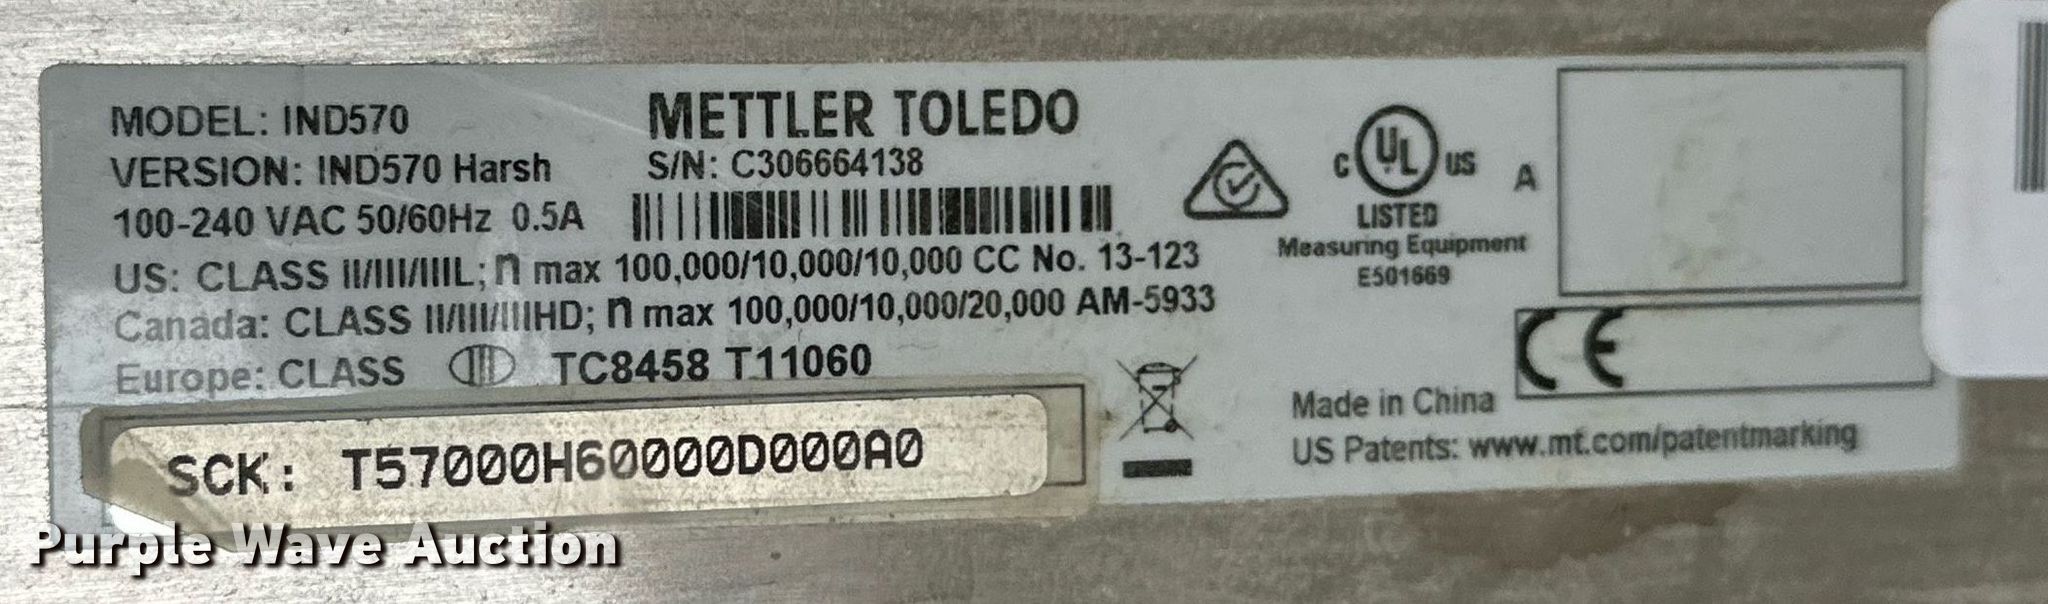 MODEL: IND570
VERSION: IND570 Harsh
100-240 VAC 50/60Hz 0.5A
METTLER TOLEDO
S/N: C306664138
US: CLASS II/III/IIIL; n max 100,000/10,000/10,000 CC No. 13-123
Canada: CLASS II/III/IIIHD; n max 100,000/10,000/20,000 AM-5933
Europe: CLASS III TC8458 T11060
SCK: T57000H60000D000A0
C UL US
LISTED
Measuring Equipment
E501669
A
CE
Made in China
US Patents: www.mt.com/patentmarking
Purple Wave Auction